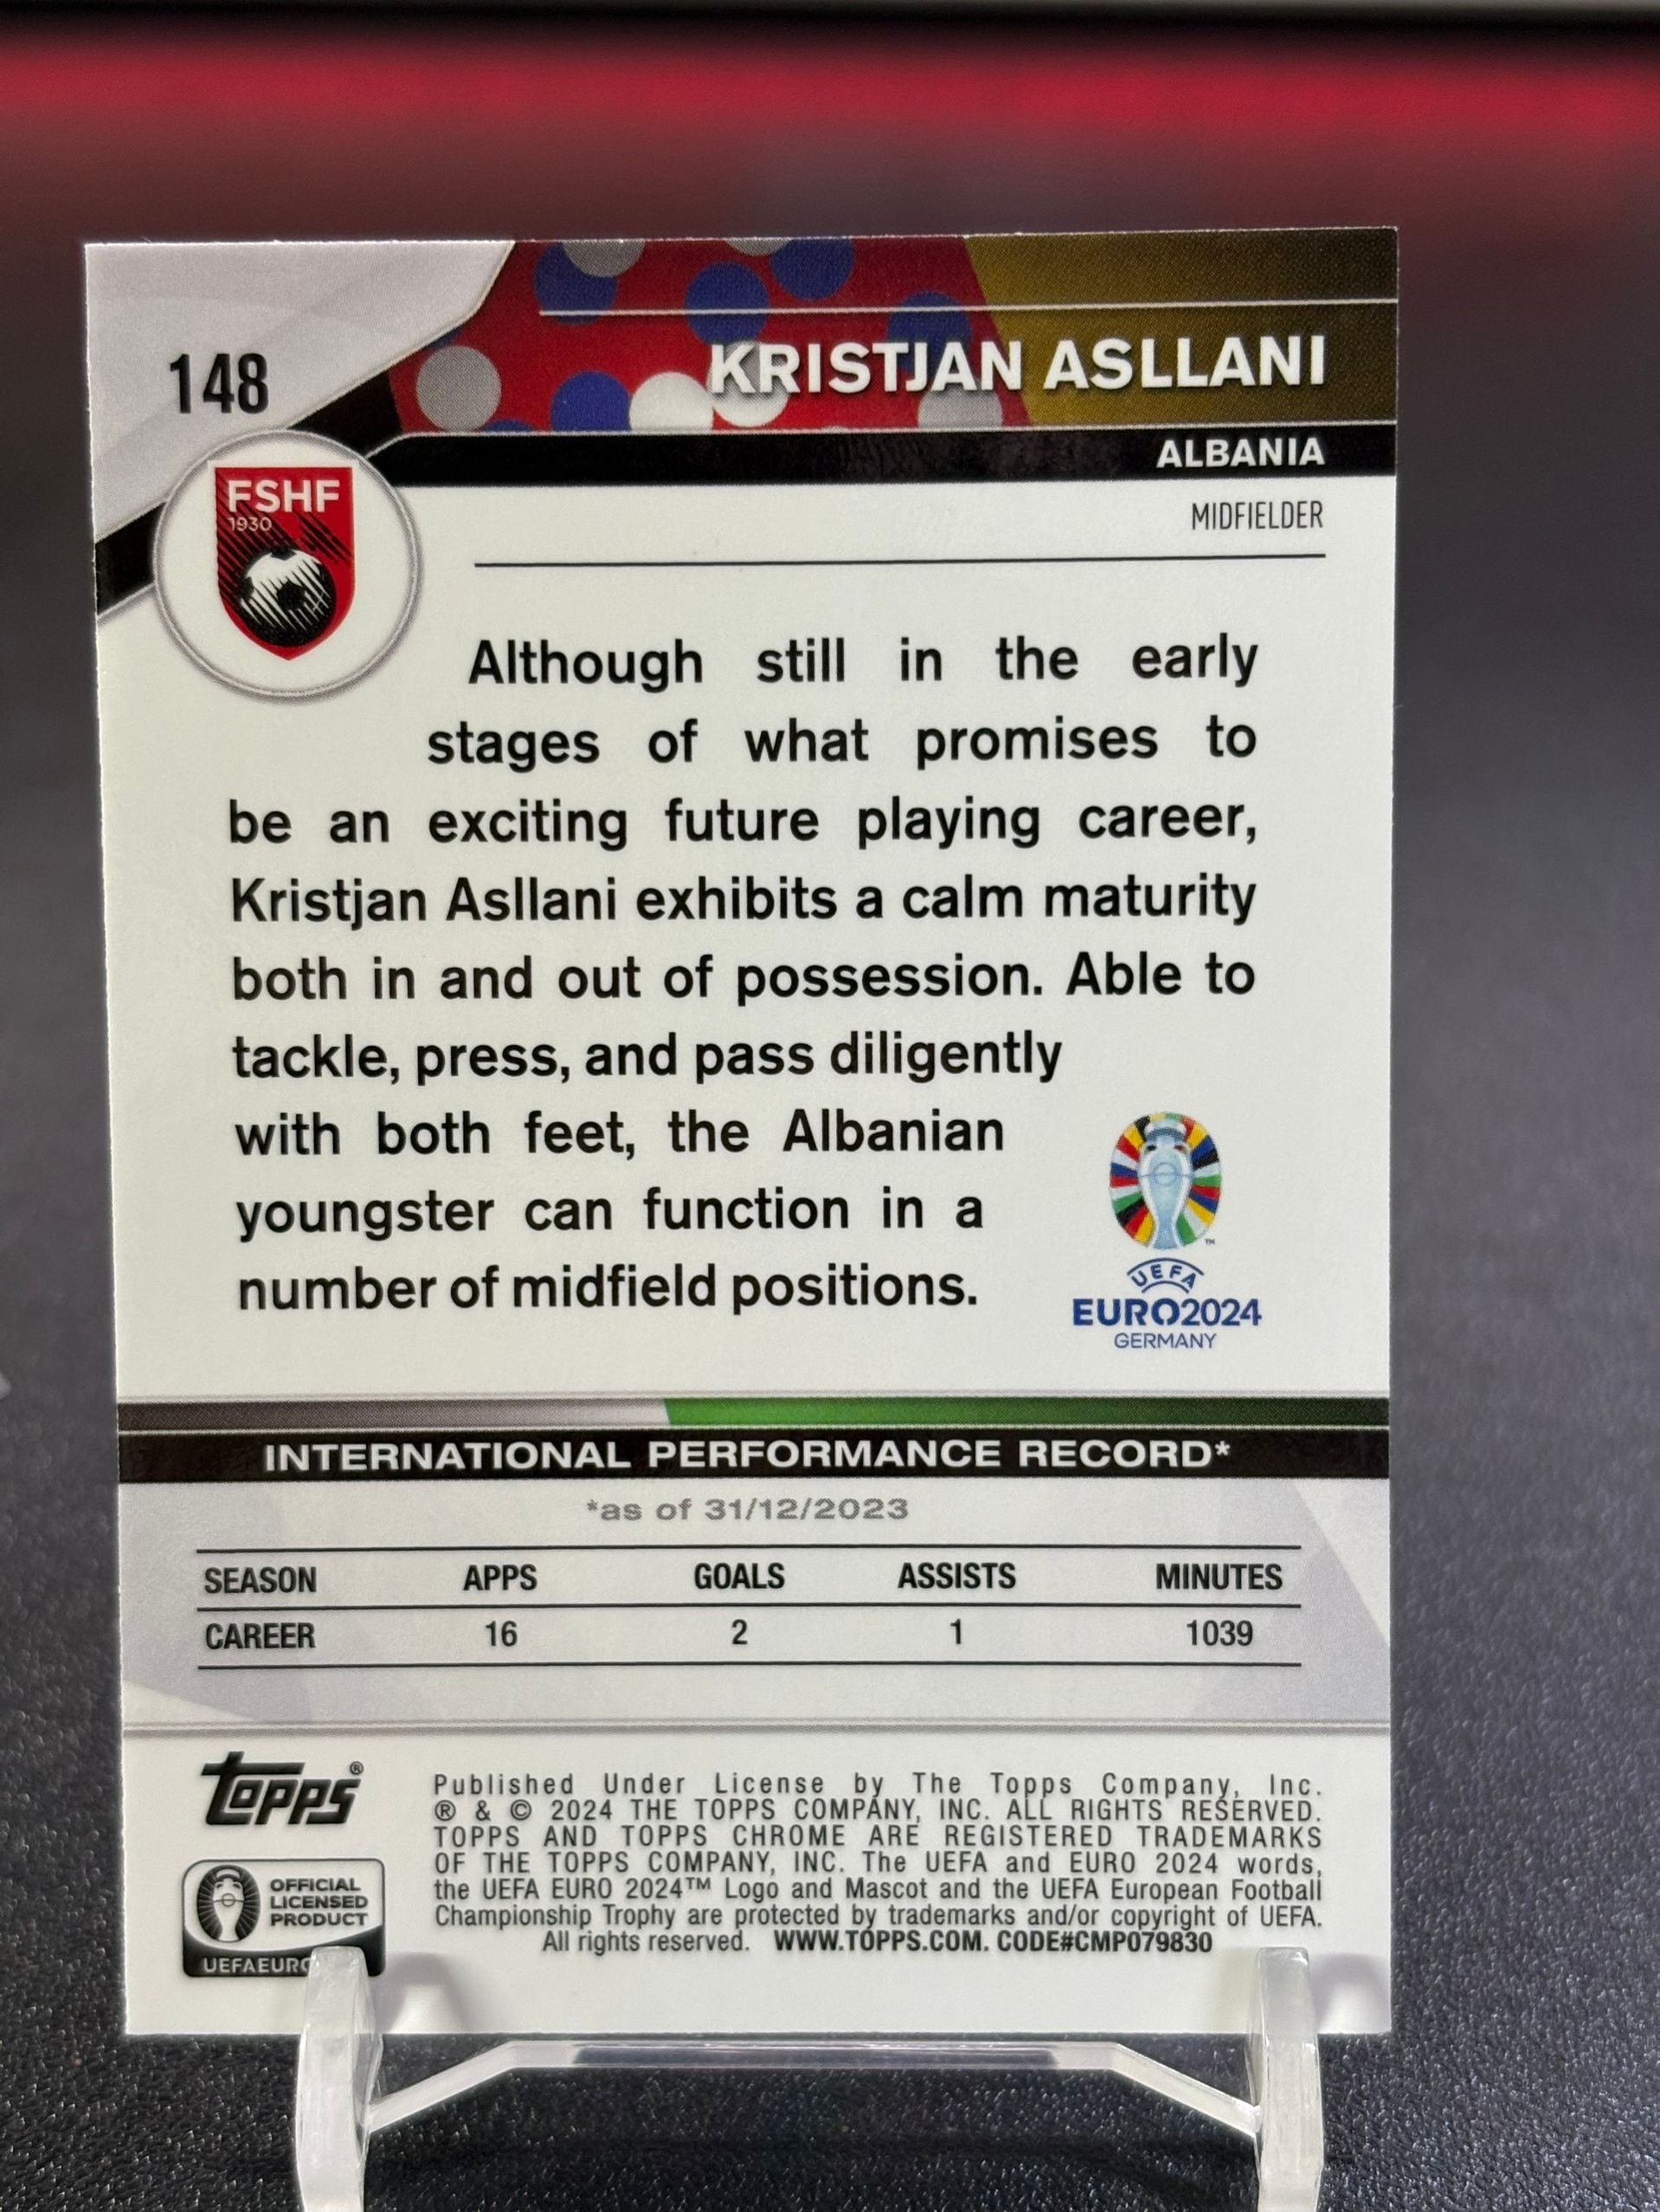 148
KRISTJAN ASLLANI
ALBANIA
MIDFIELDER
FSHF
1930
Although still in the early
stages of what promises to
be an exciting future playing career,
Kristjan Asllani exhibits a calm maturity
both in and out of possession. Able to
tackle, press, and pass diligently
with both feet, the Albanian
youngster can function in a
number of midfield positions.
TM
UEFA
EURO2024
GERMANY
INTERNATIONAL PERFORMANCE RECORD*
*as of 31/12/2023
SEASON APPS GOALS ASSISTS MINUTES
CAREER 16 2 1 1039
topps®
Published Under License by The Topps Company, Inc.
® & © 2024 THE TOPPS COMPANY, INC. ALL RIGHTS RESERVED.
TOPPS AND TOPPS CHROME ARE REGISTERED TRADEMARKS
OF THE TOPPS COMPANY, INC. The UEFA and EURO 2024 words,
the UEFA EURO 2024™ Logo and Mascot and the UEFA European Football
Championship Trophy are protected by trademarks and/or copyright of UEFA.
All rights reserved. WWW.TOPPS.COM. CODE#CMP079830
OFFICIAL
LICENSED
PRODUCT
UEFAEURO